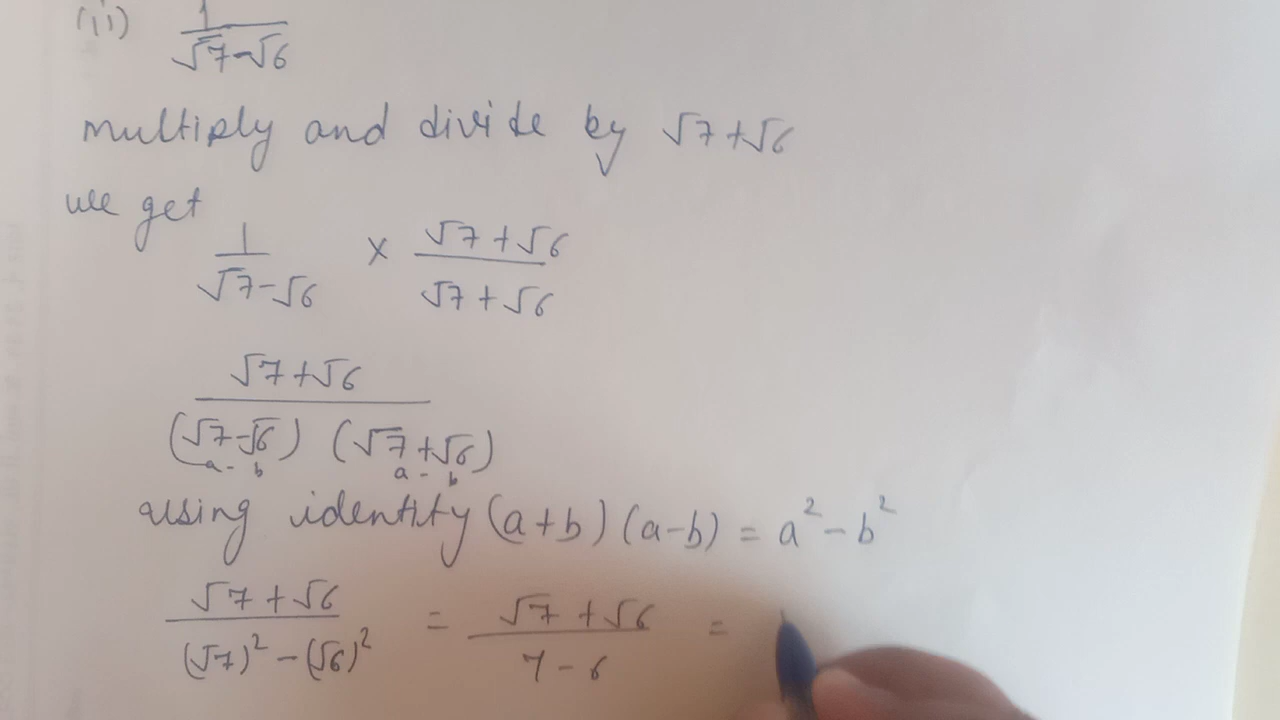 (ii) 1
√7-√6
multiply and divide by √7+√6
we get
1 × √7+√6
√7-√6 √7+√6
√7+√6
(√7-√6) (√7+√6)
a - b a - b
using identity (a+b)(a-b) = a²-b²
√7+√6 = √7+√6 =
(√7)²-(√6)² 7-6